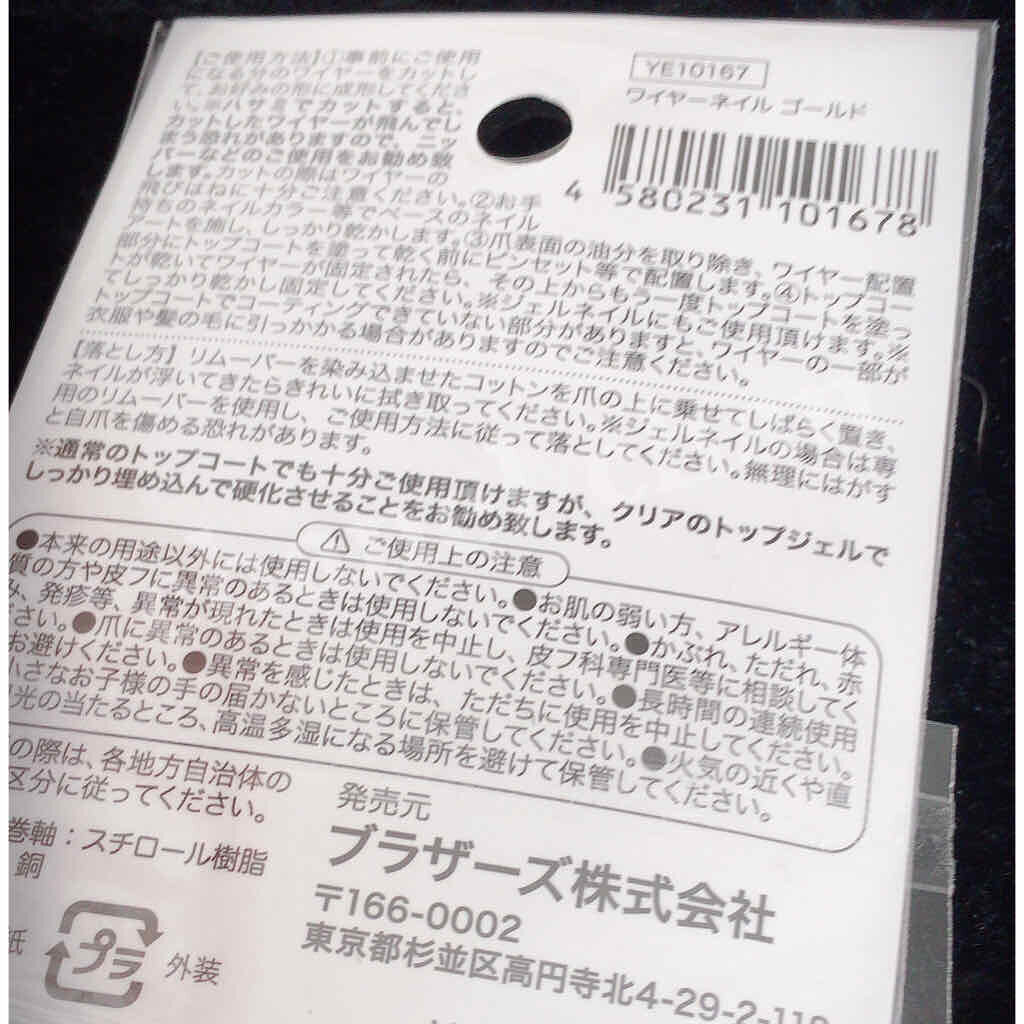 YE10167
ワイヤーネイル ゴールド
4 580231 101678
【ご使用方法】①事前にご使用
になる分のワイヤーをカットし
て、お好みの形に成形してくださ
い。※ハサミでカットすると、
カットしたワイヤーが飛んでし
まう恐れがありますので、ニッ
パーなどのご使用をお勧め致
します。カットの際はワイヤーの
飛びはねに十分ご注意ください。②お手
持ちのネイルカラー等でベースのネイル
アートを施し、しっかり乾かします。③爪表面の油分を取り除き、ワイヤー配置
部分にトップコートを塗って乾く前にピンセット等で配置します。④トップコー
トが乾いてワイヤーが固定されたら、その上からもう一度トップコートを塗っ
てしっかり乾かし固定してください。※ジェルネイルにもご使用頂けます。※
トップコートでコーティングできていない部分がありますと、ワイヤーの一部が
衣服や髪の毛に引っかかる場合がありますのでご注意ください。
【落とし方】リムーバーを染み込ませたコットンを爪の上に乗せてしばらく置き、
ネイルが浮いてきたらきれいに拭き取ってください。※ジェルネイルの場合は専
用のリムーバーを使用し、ご使用方法に従って落としてください。無理にはがす
と自爪を傷める恐れがあります。
※通常のトップコートでも十分ご使用頂けますが、クリアのトップジェルで
しっかり埋め込んで硬化させることをお勧め致します。
⚠ ご使用上の注意
●本来の用途以外には使用しないでください。●お肌の弱い方、アレルギー体
質の方や皮フに異常のあるときは使用しないでください。●かぶれ、ただれ、赤
み、発疹等、異常が現れたときは使用を中止し、皮フ科専門医等に相談してく
ださい。●爪に異常のあるときは使用しないでください。●長時間の連続使用
お避けください。●異常を感じたときは、ただちに使用を中止してください。
小さなお子様の手の届かないところに保管してください。●火気の近くや直
光の当たるところ、高温多湿になる場所を避けて保管してください。
の際は、各地方自治体の
区分に従ってください。
巻軸：スチロール樹脂
銅
紙
プラ
外装
発売元
ブラザーズ株式会社
〒166-0002
東京都杉並区高円寺北4-29-2-119